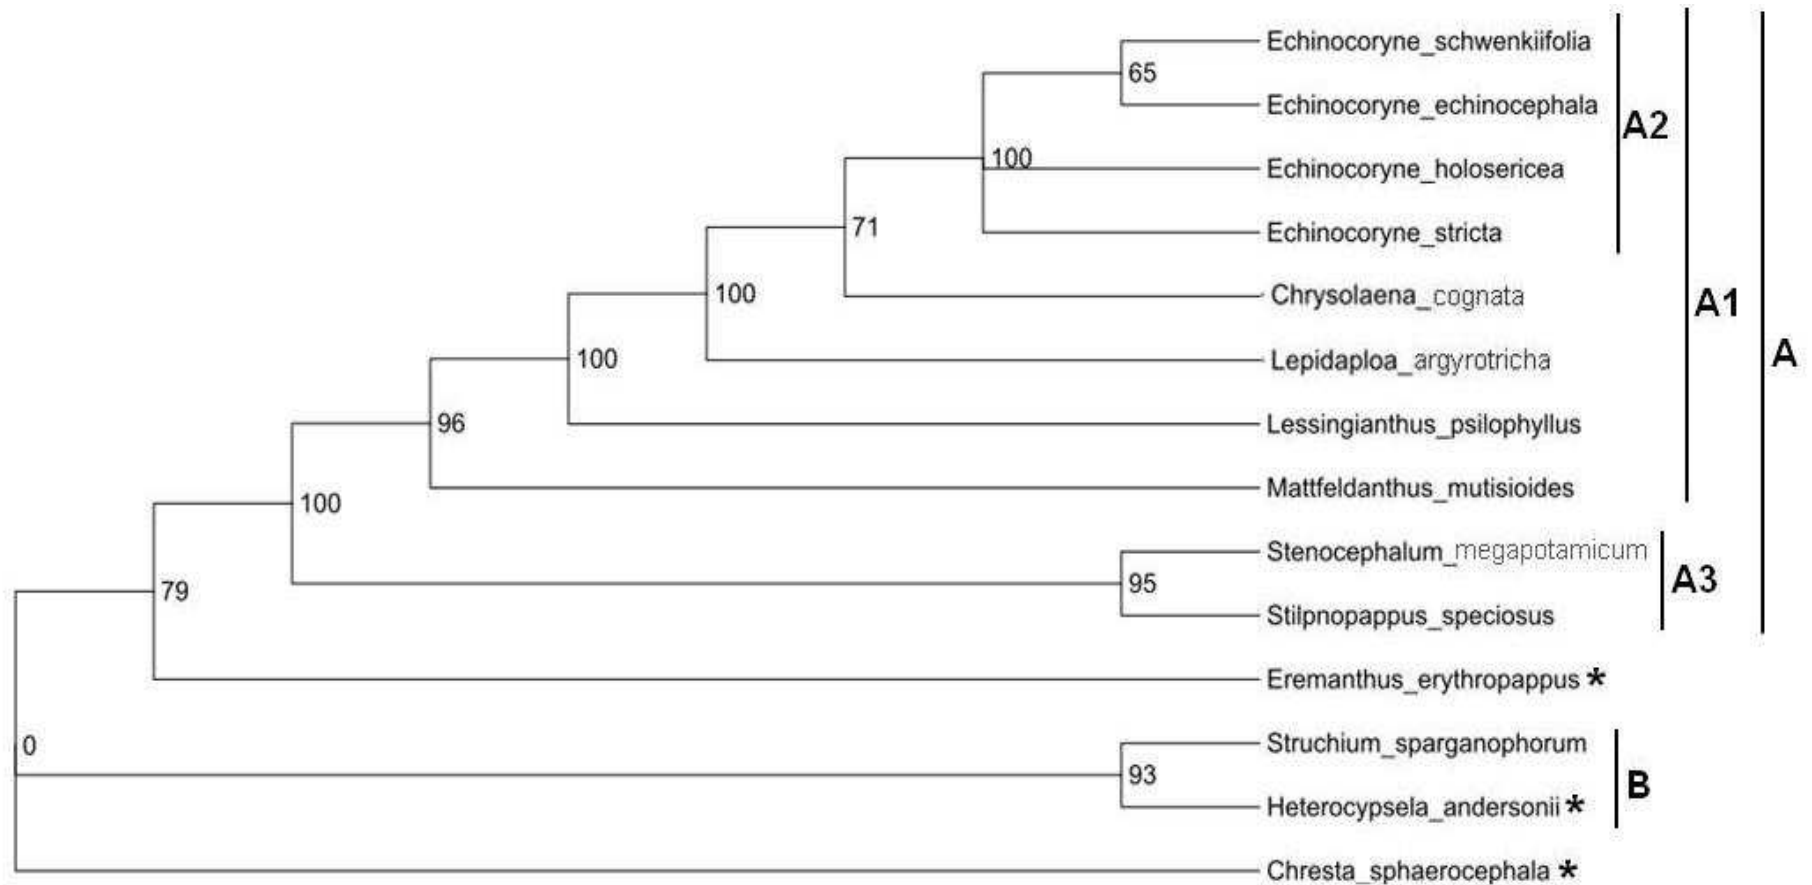 Echinocoryne_schwenkiifolia
65
Echinocoryne_echinocephala
A2
100
Echinocoryne_holosericea
71
Echinocoryne_stricta
100
Chrysolaena_cognata
A1
100
Lepidaploa_argyrotricha
A
96
Lessingianthus_psilophyllus
100
Mattfeldanthus_mutisioides
Stenocephalum_megapotamicum
79
95
A3
Stilpnopappus_speciosus
Eremanthus_erythropappus *
0
Struchium_sparganophorum
93
B
Heterocypsela_andersonii *
Chresta_sphaerocephala *